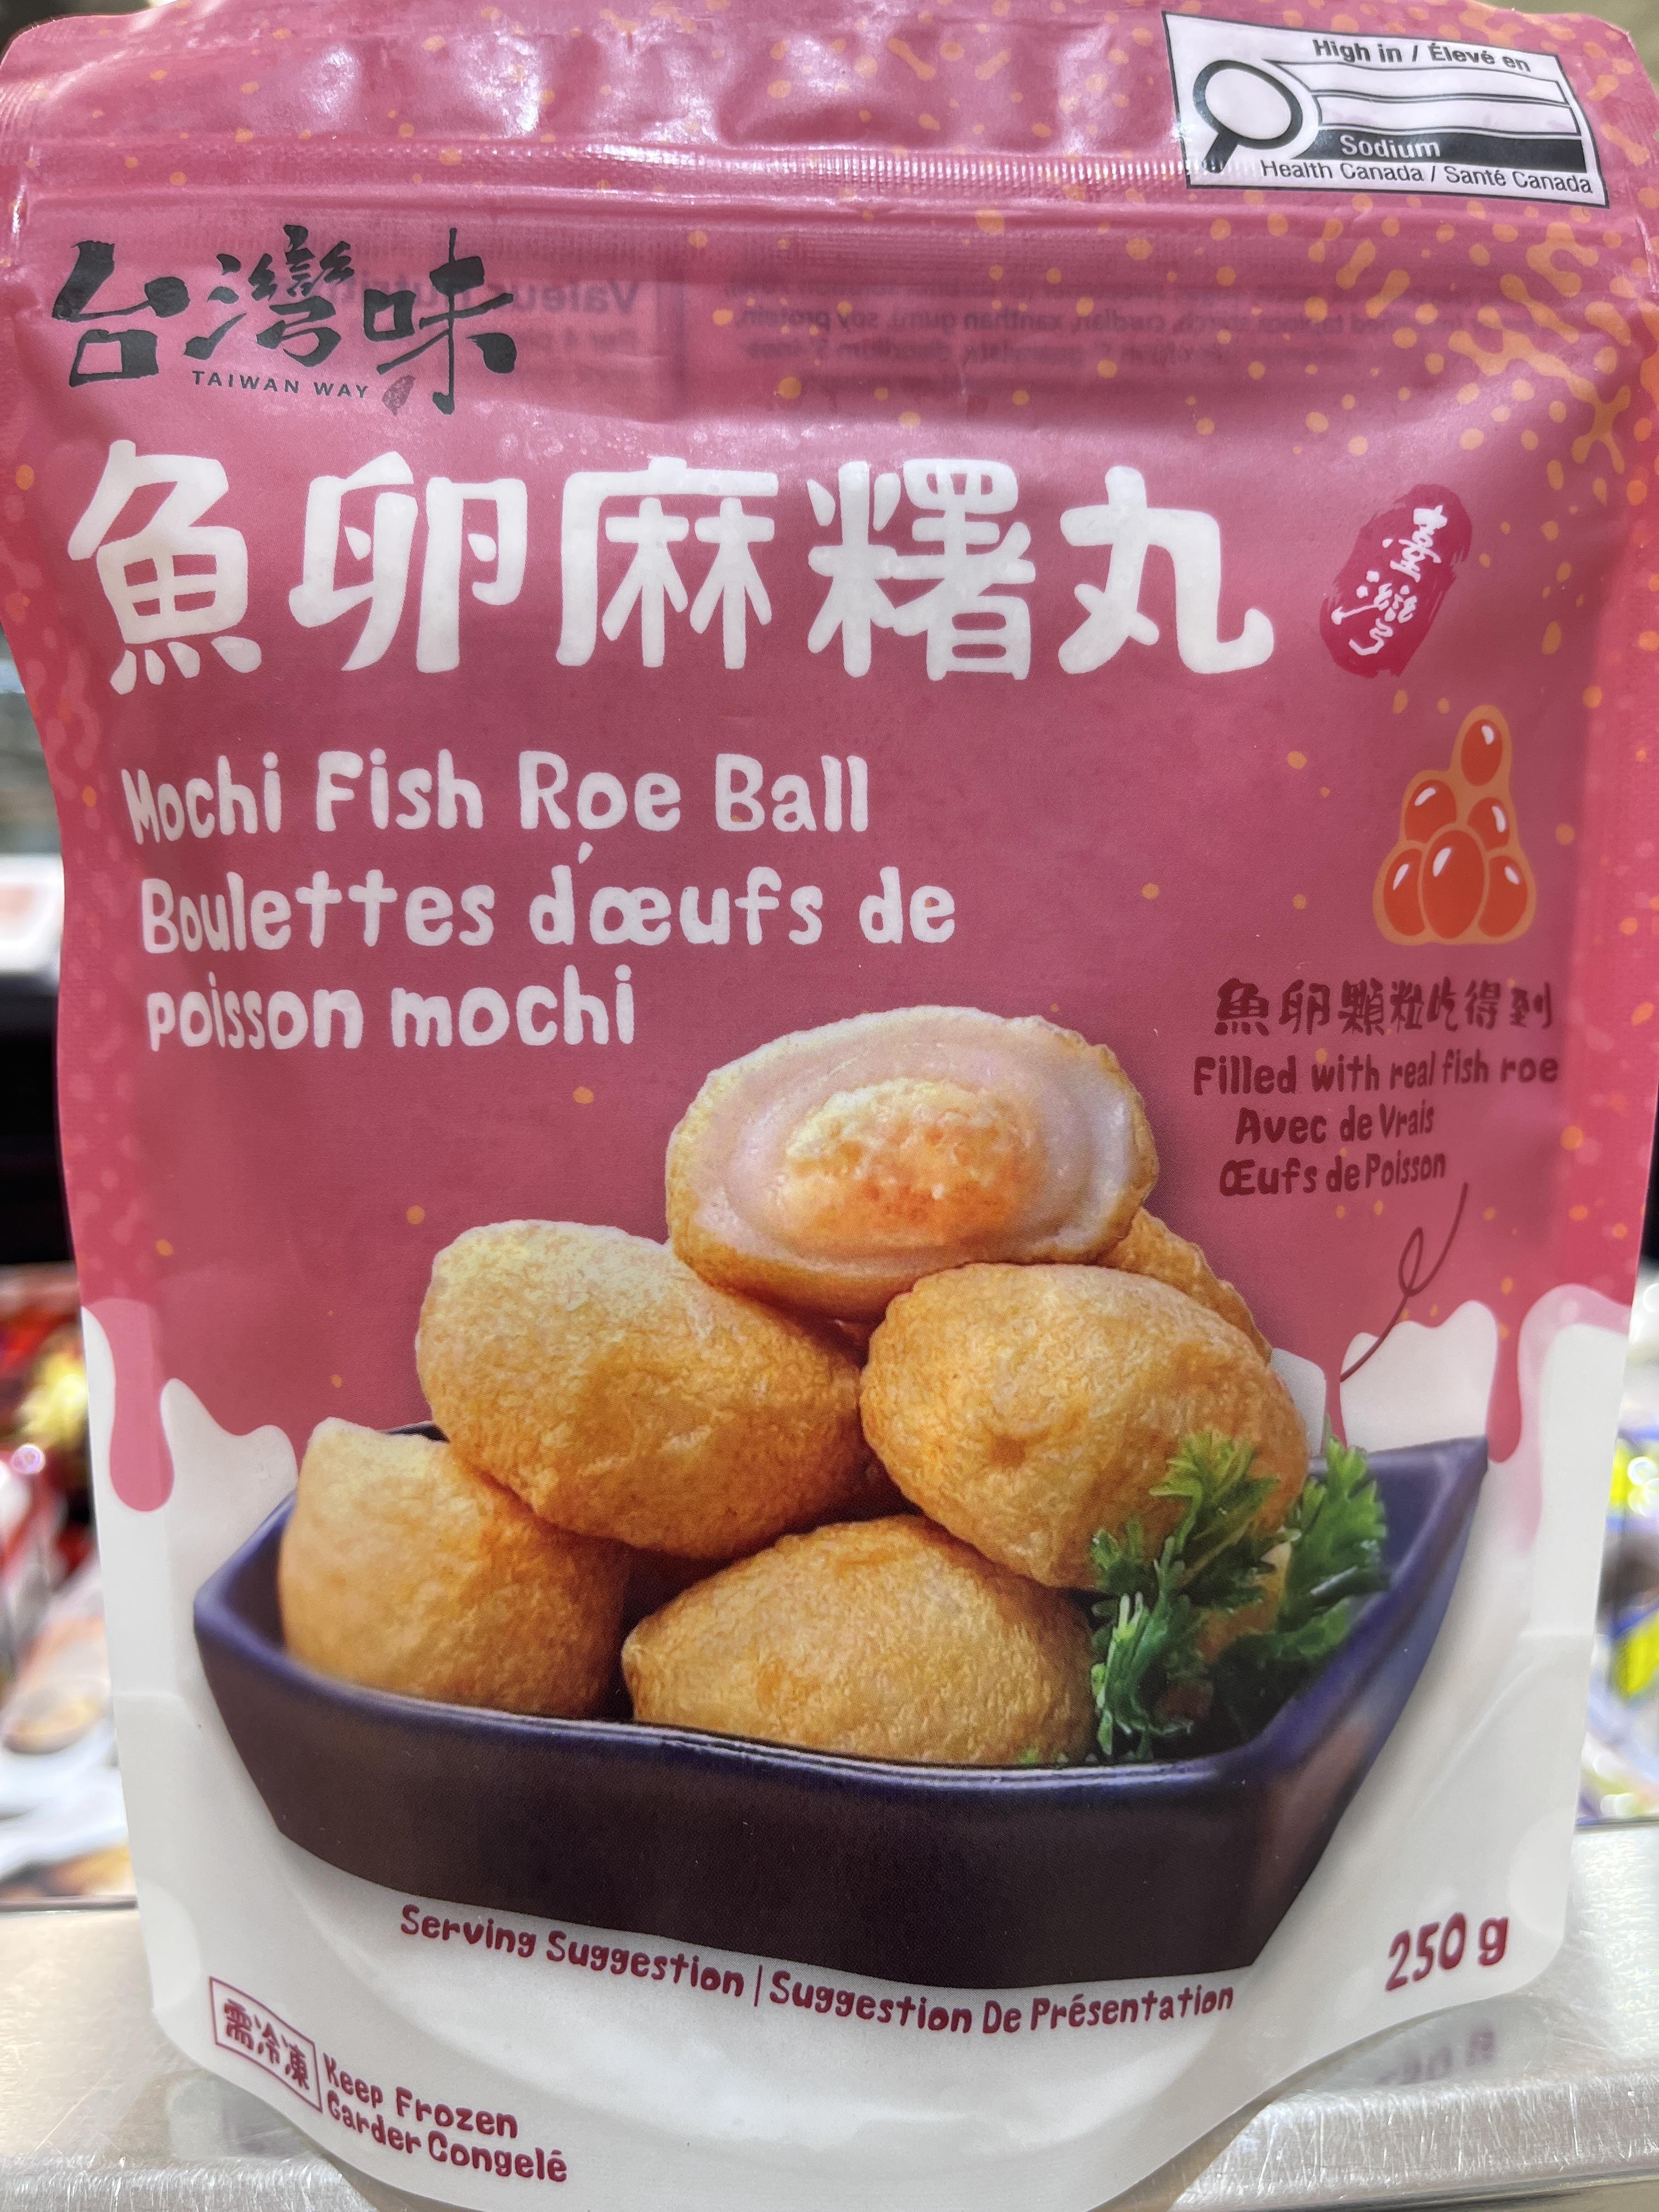 High in / Élevé en
Sodium
Health Canada / Santé Canada
台灣味
TAIWAN WAY
魚卵麻糬丸
臺灣
Mochi Fish Roe Ball
Boulettes d'œufs de
poisson mochi
魚卵顆粒吃得到
Filled with real fish roe
Avec de Vrais
Œufs de Poisson
Serving Suggestion | Suggestion De Présentation
250 g
需冷凍
Keep Frozen
Garder Congelé